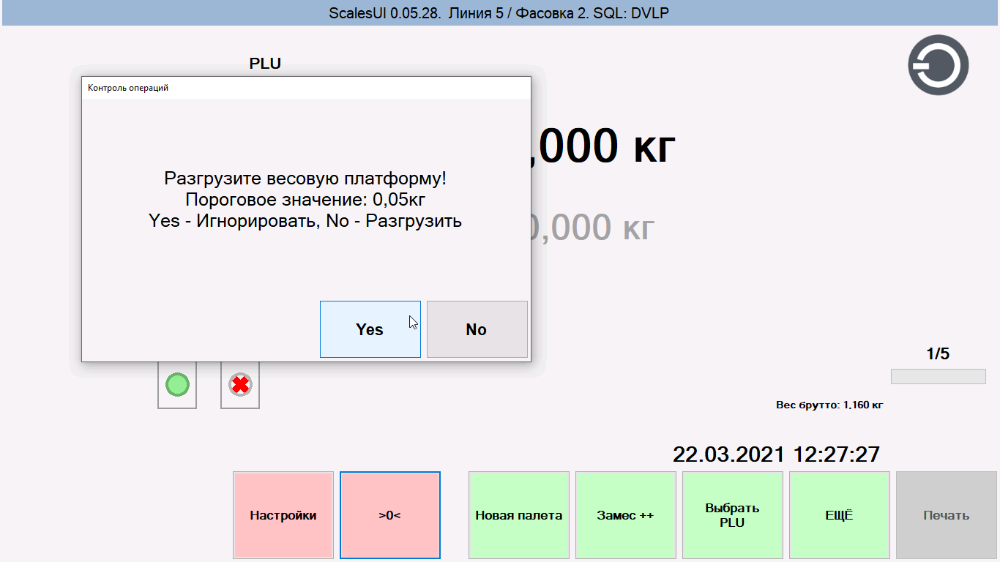 ScalesUI 0.05.28. Линия 5 / Фасовка 2. SQL: DVLP
PLU
Контроль операций
,000 кг
Разгрузите весовую платформу!
Пороговое значение: 0,05кг
Yes - Игнорировать, No - Разгрузить
0,000 кг
Yes
No
1/5
Вес брутто: 1,160 кг
22.03.2021 12:27:27
Настройки
>0<
Новая палета
Замес ++
Выбрать
PLU
ЕЩЁ
Печать